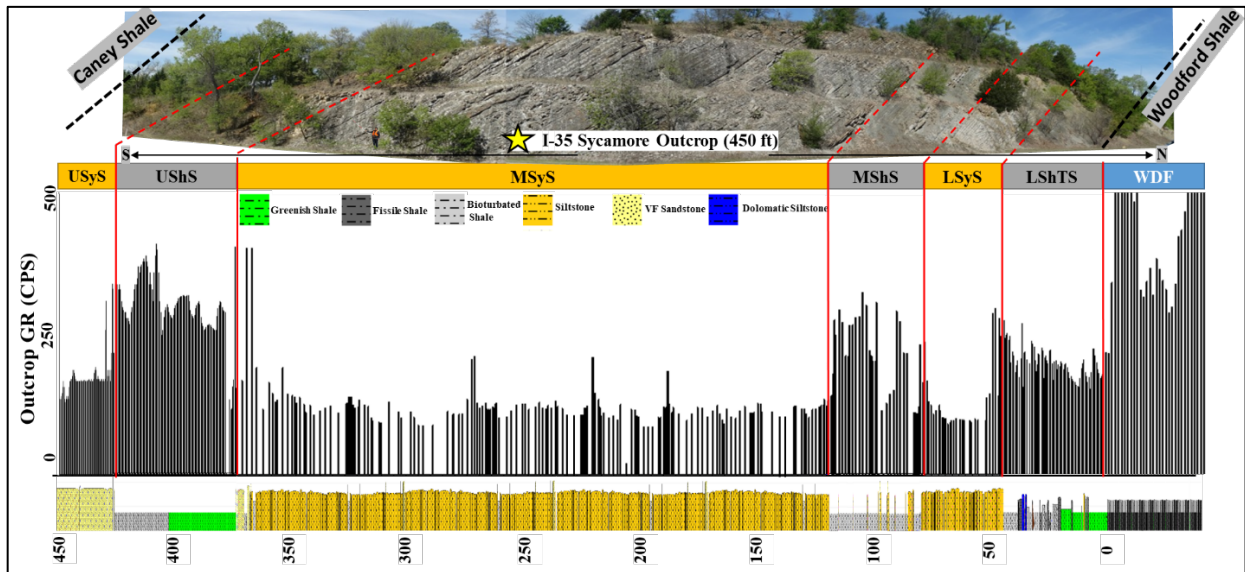 Caney Shale
Woodford Shale
I-35 Sycamore Outcrop (450 ft)
S
N
USyS UShS MSyS MShS LSyS LShTS WDF
500
250
0
Outcrop GR (CPS)
Greenish Shale
Fissile Shale
Bioturbated
Shale
Siltstone
VF Sandstone
Dolomatic Siltstone
450 400 350 300 250 200 150 100 50 0